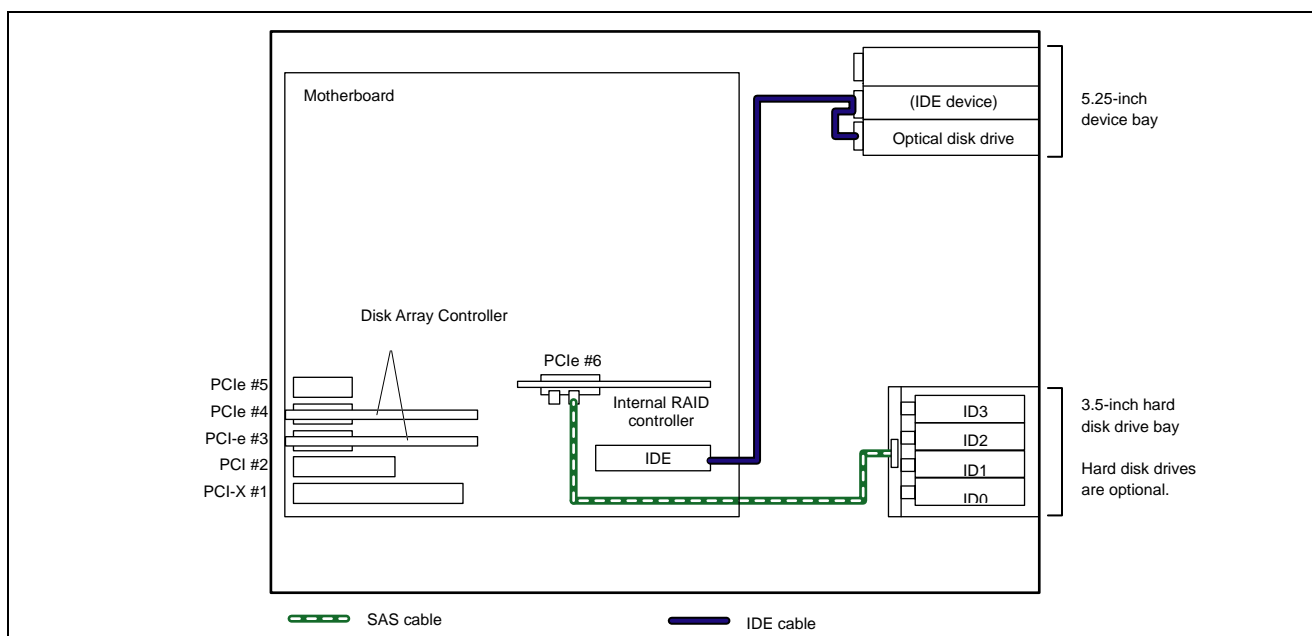 Motherboard
(IDE device)
Optical disk drive
5.25-inch
device bay
Disk Array Controller
PCIe #6
PCIe #5
PCIe #4
PCI-e #3
PCI #2
PCI-X #1
Internal RAID
controller
IDE
ID3
ID2
ID1
ID0
3.5-inch hard
disk drive bay
Hard disk drives
are optional.
SAS cable
IDE cable